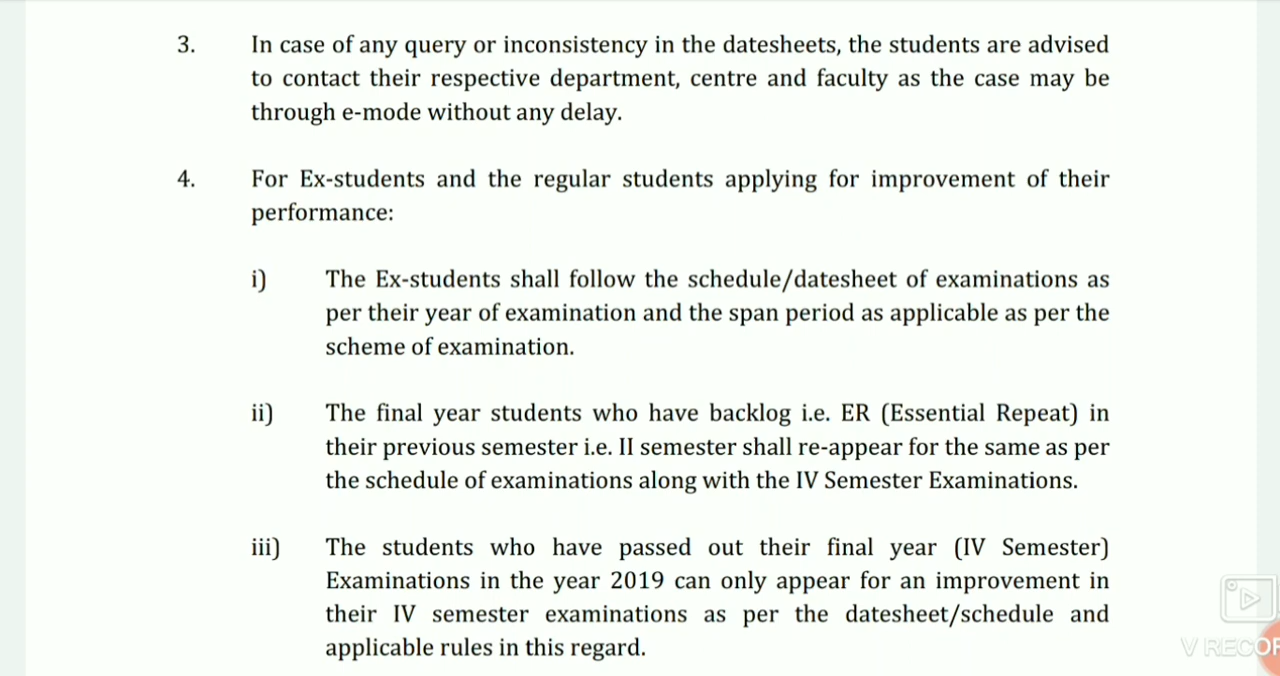 3. In case of any query or inconsistency in the datesheets, the students are advised
to contact their respective department, centre and faculty as the case may be
through e-mode without any delay.
4. For Ex-students and the regular students applying for improvement of their
performance:
i) The Ex-students shall follow the schedule/datesheet of examinations as
per their year of examination and the span period as applicable as per the
scheme of examination.
ii) The final year students who have backlog i.e. ER (Essential Repeat) in
their previous semester i.e. II semester shall re-appear for the same as per
the schedule of examinations along with the IV Semester Examinations.
iii) The students who have passed out their final year (IV Semester)
Examinations in the year 2019 can only appear for an improvement in
their IV semester examinations as per the datesheet/schedule and
applicable rules in this regard.
V RECOR